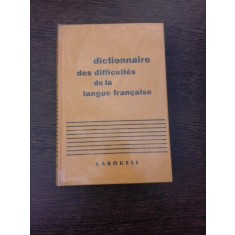 dictionnaire
des difficultés
de la
langue française
LAROUSSE